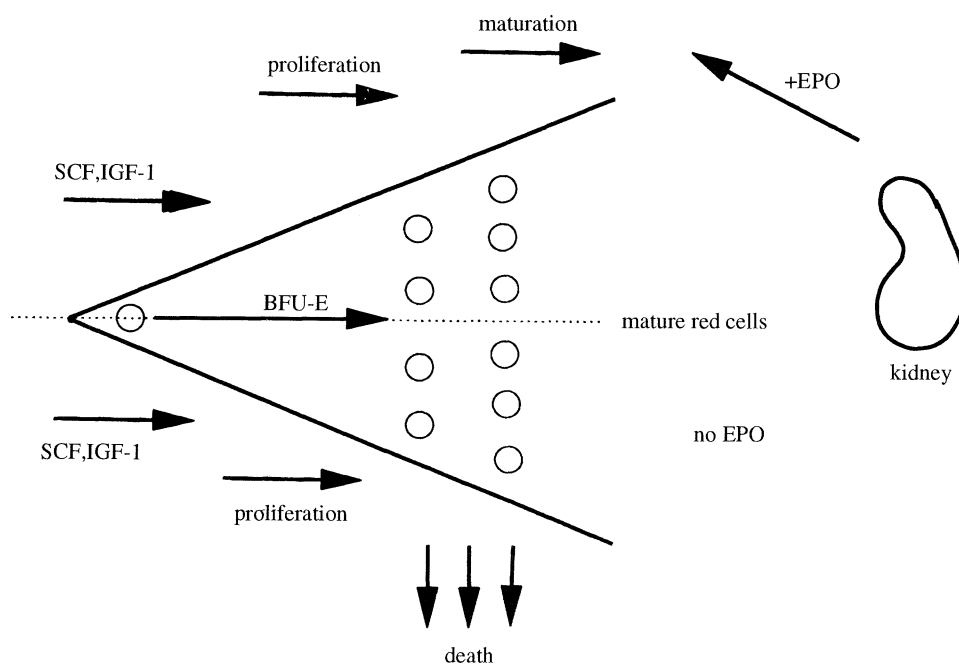 maturation
proliferation
+EPO
SCF,IGF-1
BFU-E
mature red cells
kidney
no EPO
SCF,IGF-1
proliferation
death